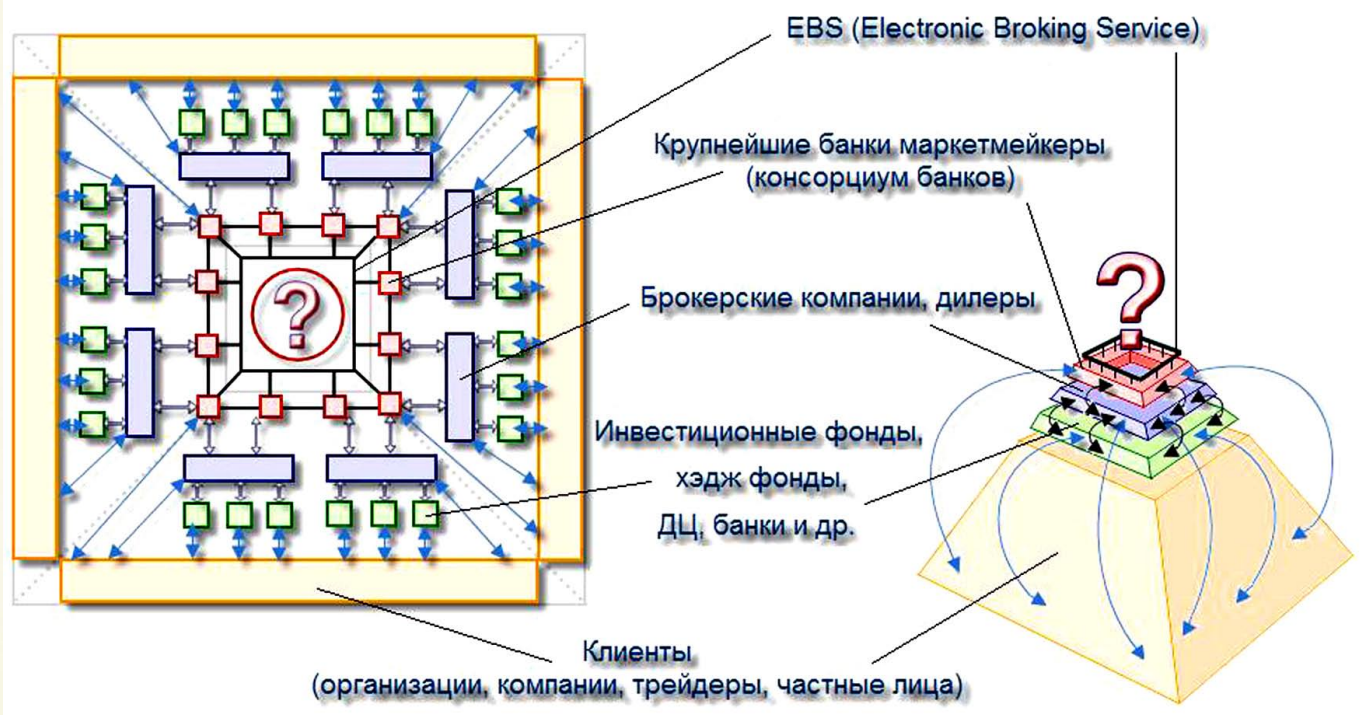 EBS (Electronic Broking Service)
Крупнейшие банки маркетмейкеры
(консорциум банков)
?
?
Брокерские компании, дилеры
Инвестиционные фонды,
хэдж фонды,
ДЦ, банки и др.
Клиенты
(организации, компании, трейдеры, частные лица)